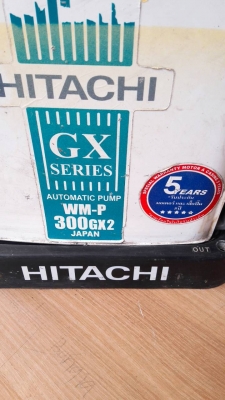 HITACHI
GX
SERIES
AUTOMATIC PUMP
WM-P
300GX2
JAPAN
5
YEARS
OUT
HITACHI